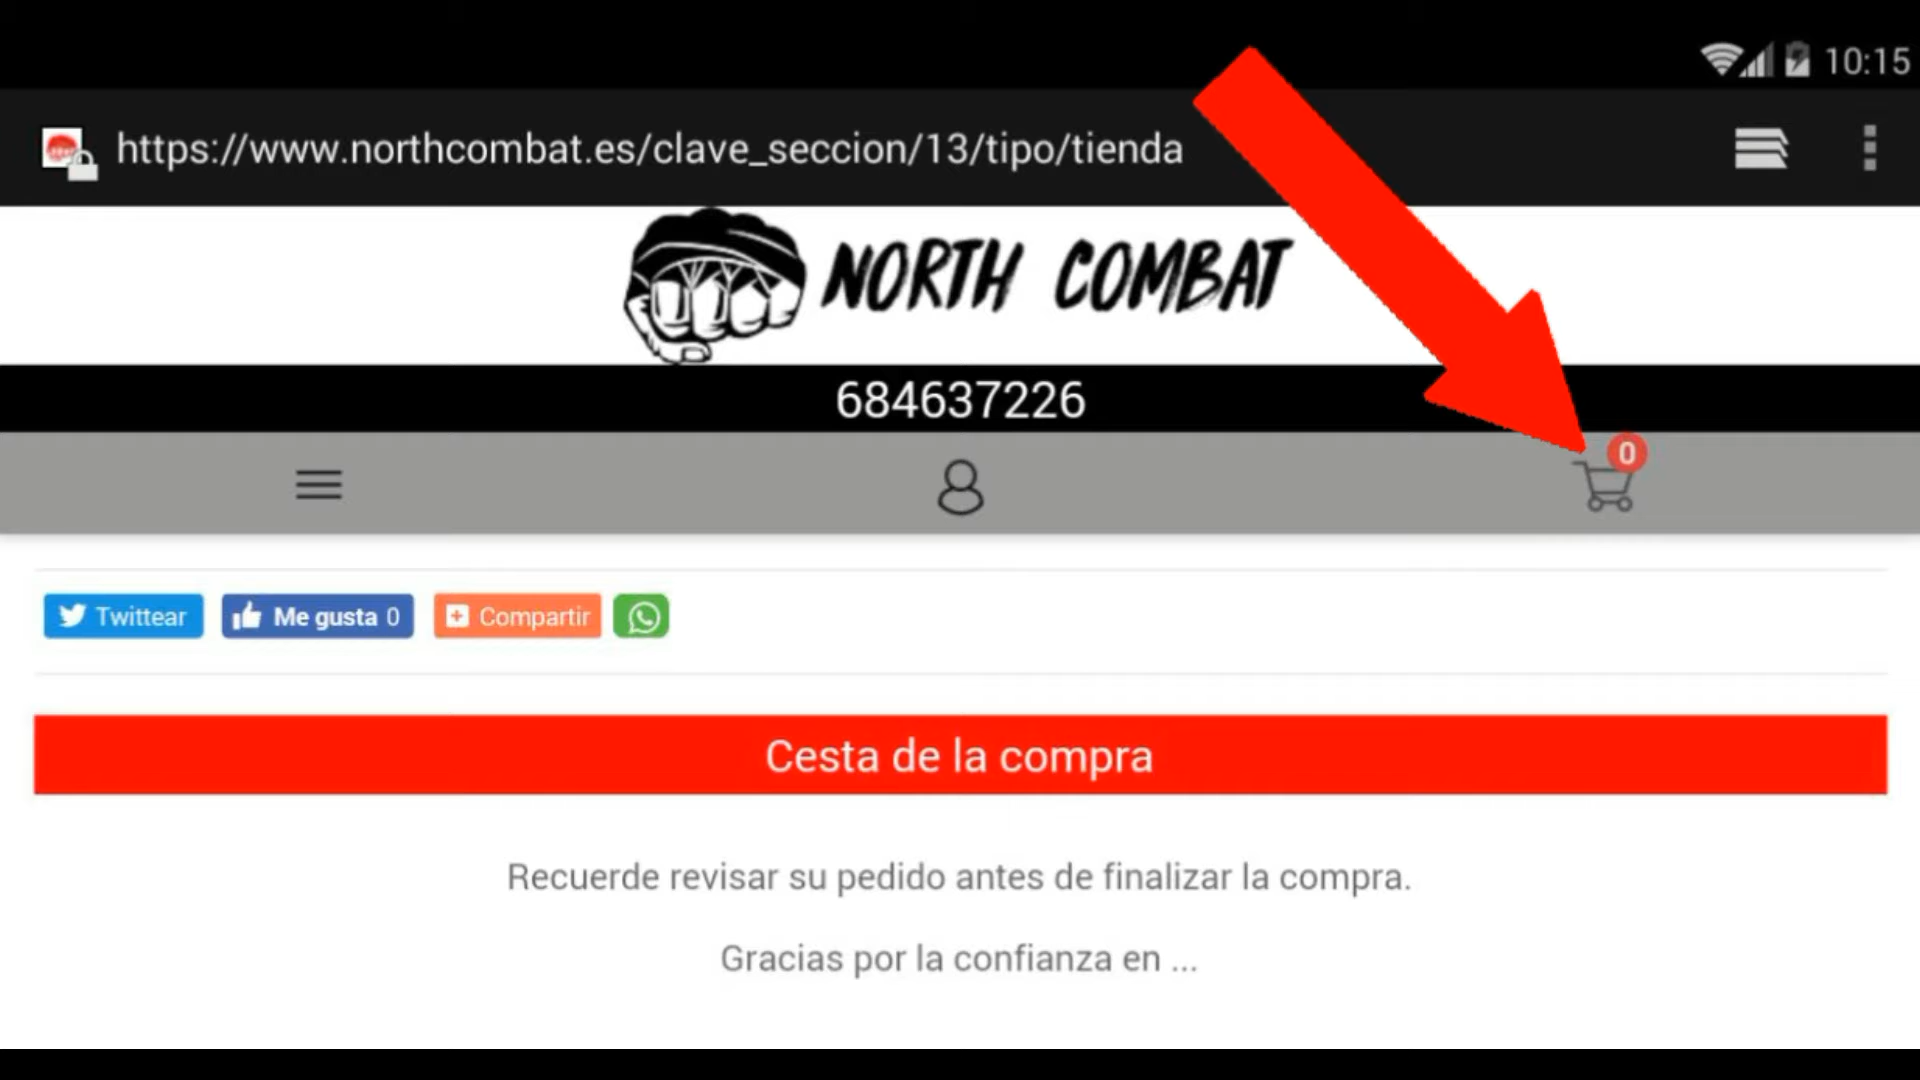 10:15
https://www.northcombat.es/clave_seccion/13/tipo/tienda
NORTH COMBAT
684637226
0
Twittear Me gusta 0 Compartir
Cesta de la compra
Recuerde revisar su pedido antes de finalizar la compra.
Gracias por la confianza en ...